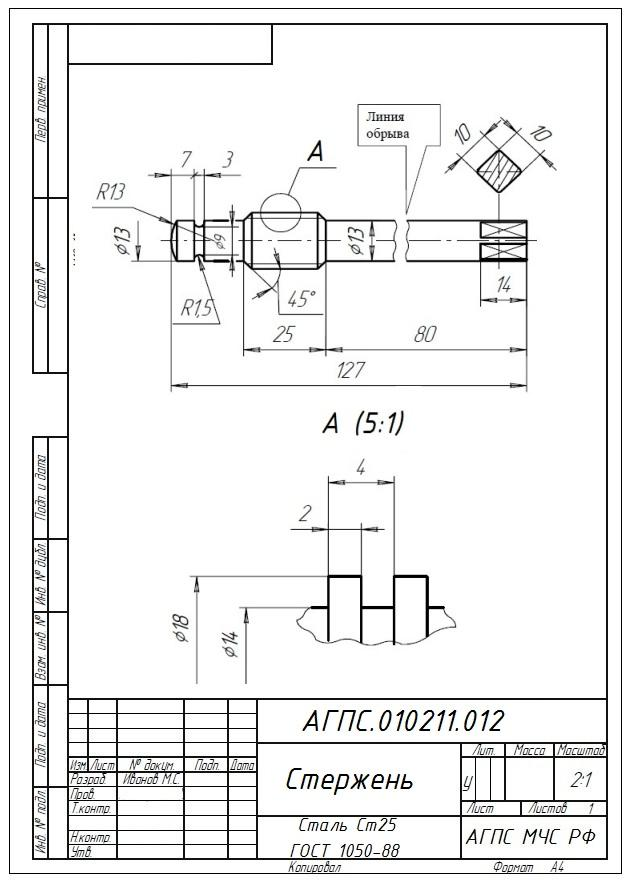 Перв. примен.
Справ. №
Подп. и дата
Инв. № дубл.
Взам. инв. №
Подп. и дата
Инв. № подл.
Линия
обрыва
10
10
7
3
А
R13
⌀13
⌀9
⌀13
R1,5
45°
14
25
80
127
А (5:1)
4
2
⌀18
⌀14
АГПС.010211.012
Изм. Лист № докум. Подп. Дата
Разраб. Иванов М.С.
Пров.
Т.контр.
Н.контр.
Утв.
Стержень
Лит. Масса Масштаб
У 2:1
Лист Листов 1
Сталь Ст25
ГОСТ 1050-88
АГПС МЧС РФ
Копировал Формат А4